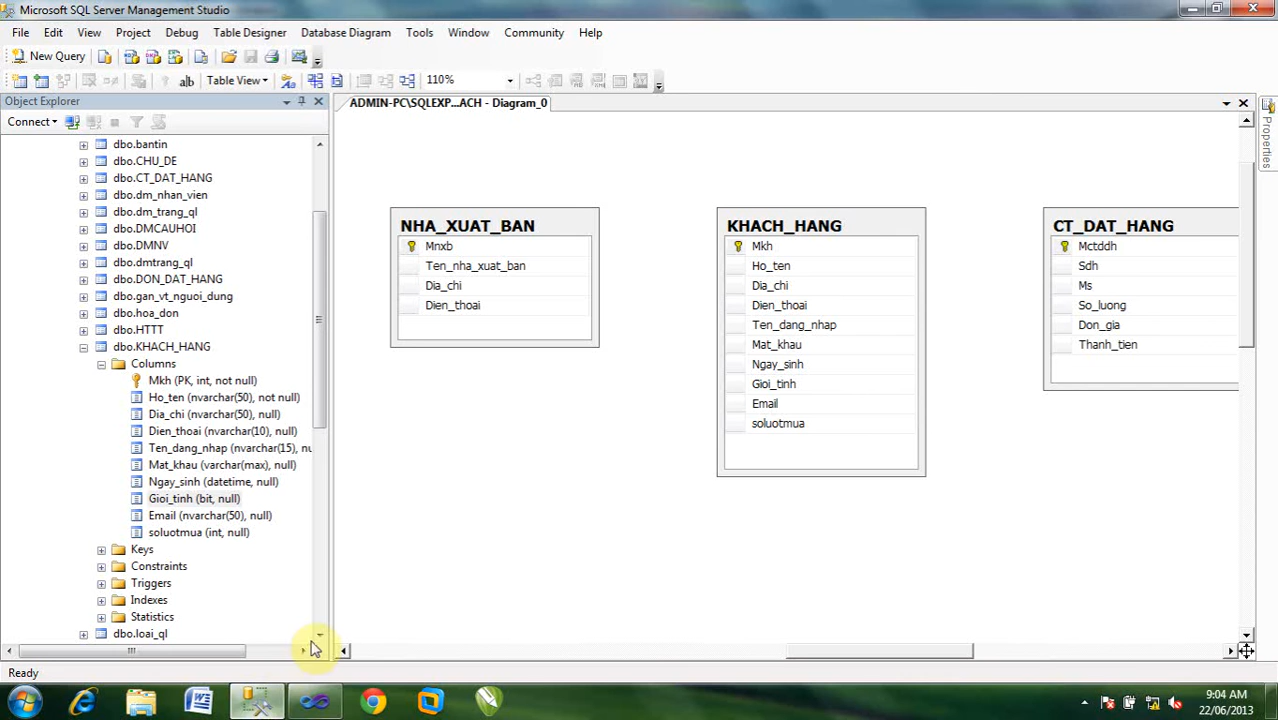 Microsoft SQL Server Management Studio
File Edit View Project Debug Table Designer Database Diagram Tools Window Community Help
New Query
ab Table View 110%
Object Explorer
ADMIN-PC\SQLEXP...ACH - Diagram_0
Connect
Properties
dbo.bantin
dbo.CHU_DE
dbo.CT_DAT_HANG
dbo.dm_nhan_vien
dbo.dm_trang_ql
dbo.DMCAUHOI
dbo.DMNV
dbo.dmtrang_ql
dbo.DON_DAT_HANG
dbo.gan_vt_nguoi_dung
dbo.hoa_don
dbo.HTTT
dbo.KHACH_HANG
Columns
Mkh (PK, int, not null)
Ho_ten (nvarchar(50), not null)
Dia_chi (nvarchar(50), null)
Dien_thoai (nvarchar(10), null)
Ten_dang_nhap (nvarchar(15), nu
Mat_khau (varchar(max), null)
Ngay_sinh (datetime, null)
Gioi_tinh (bit, null)
Email (nvarchar(50), null)
soluotmua (int, null)
Keys
Constraints
Triggers
Indexes
Statistics
dbo.loai_ql
NHA_XUAT_BAN
Mnxb
Ten_nha_xuat_ban
Dia_chi
Dien_thoai
KHACH_HANG
Mkh
Ho_ten
Dia_chi
Dien_thoai
Ten_dang_nhap
Mat_khau
Ngay_sinh
Gioi_tinh
Email
soluotmua
CT_DAT_HANG
Mctddh
Sdh
Ms
So_luong
Don_gia
Thanh_tien
Ready
9:04 AM
22/06/2013